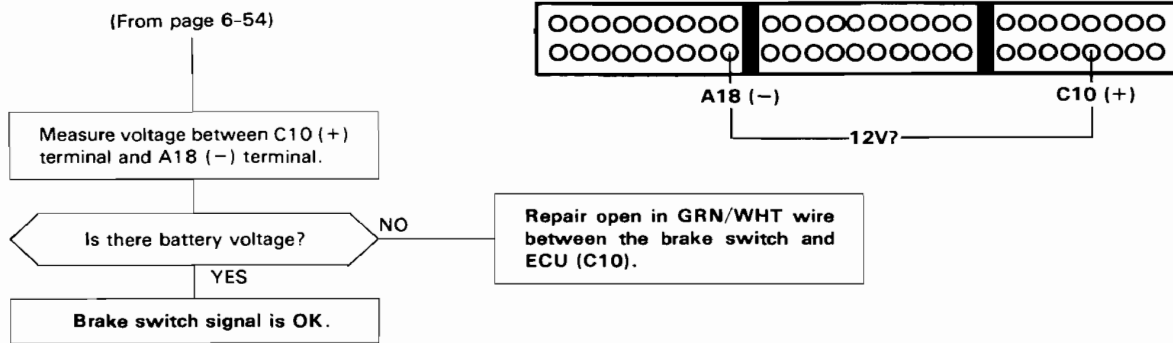 (From page 6-54)
A18 (−)
C10 (+)
12V?
Measure voltage between C10 (+)
terminal and A18 (−) terminal.
Is there battery voltage?
NO
Repair open in GRN/WHT wire
between the brake switch and
ECU (C10).
YES
Brake switch signal is OK.